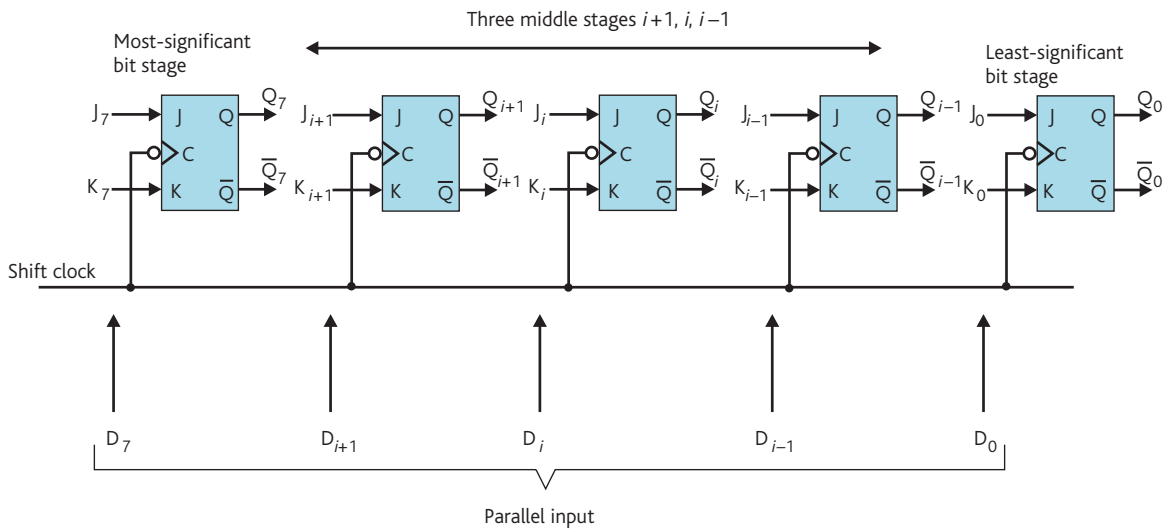 Three middle stages i+1, i, i–1
Most-significant
bit stage
Least-significant
bit stage
J7 J Q Q7
C
K7 K Q̅ Q̅7
Ji+1 J Q Qi+1
C
Ki+1 K Q̅ Q̅i+1
Ji J Q Qi
C
Ki K Q̅ Q̅i
Ji–1 J Q Qi–1
C
Ki–1 K Q̅ Q̅i–1
J0 J Q Q0
C
K0 K Q̅ Q̅0
Shift clock
D7 Di+1 Di Di–1 D0
Parallel input